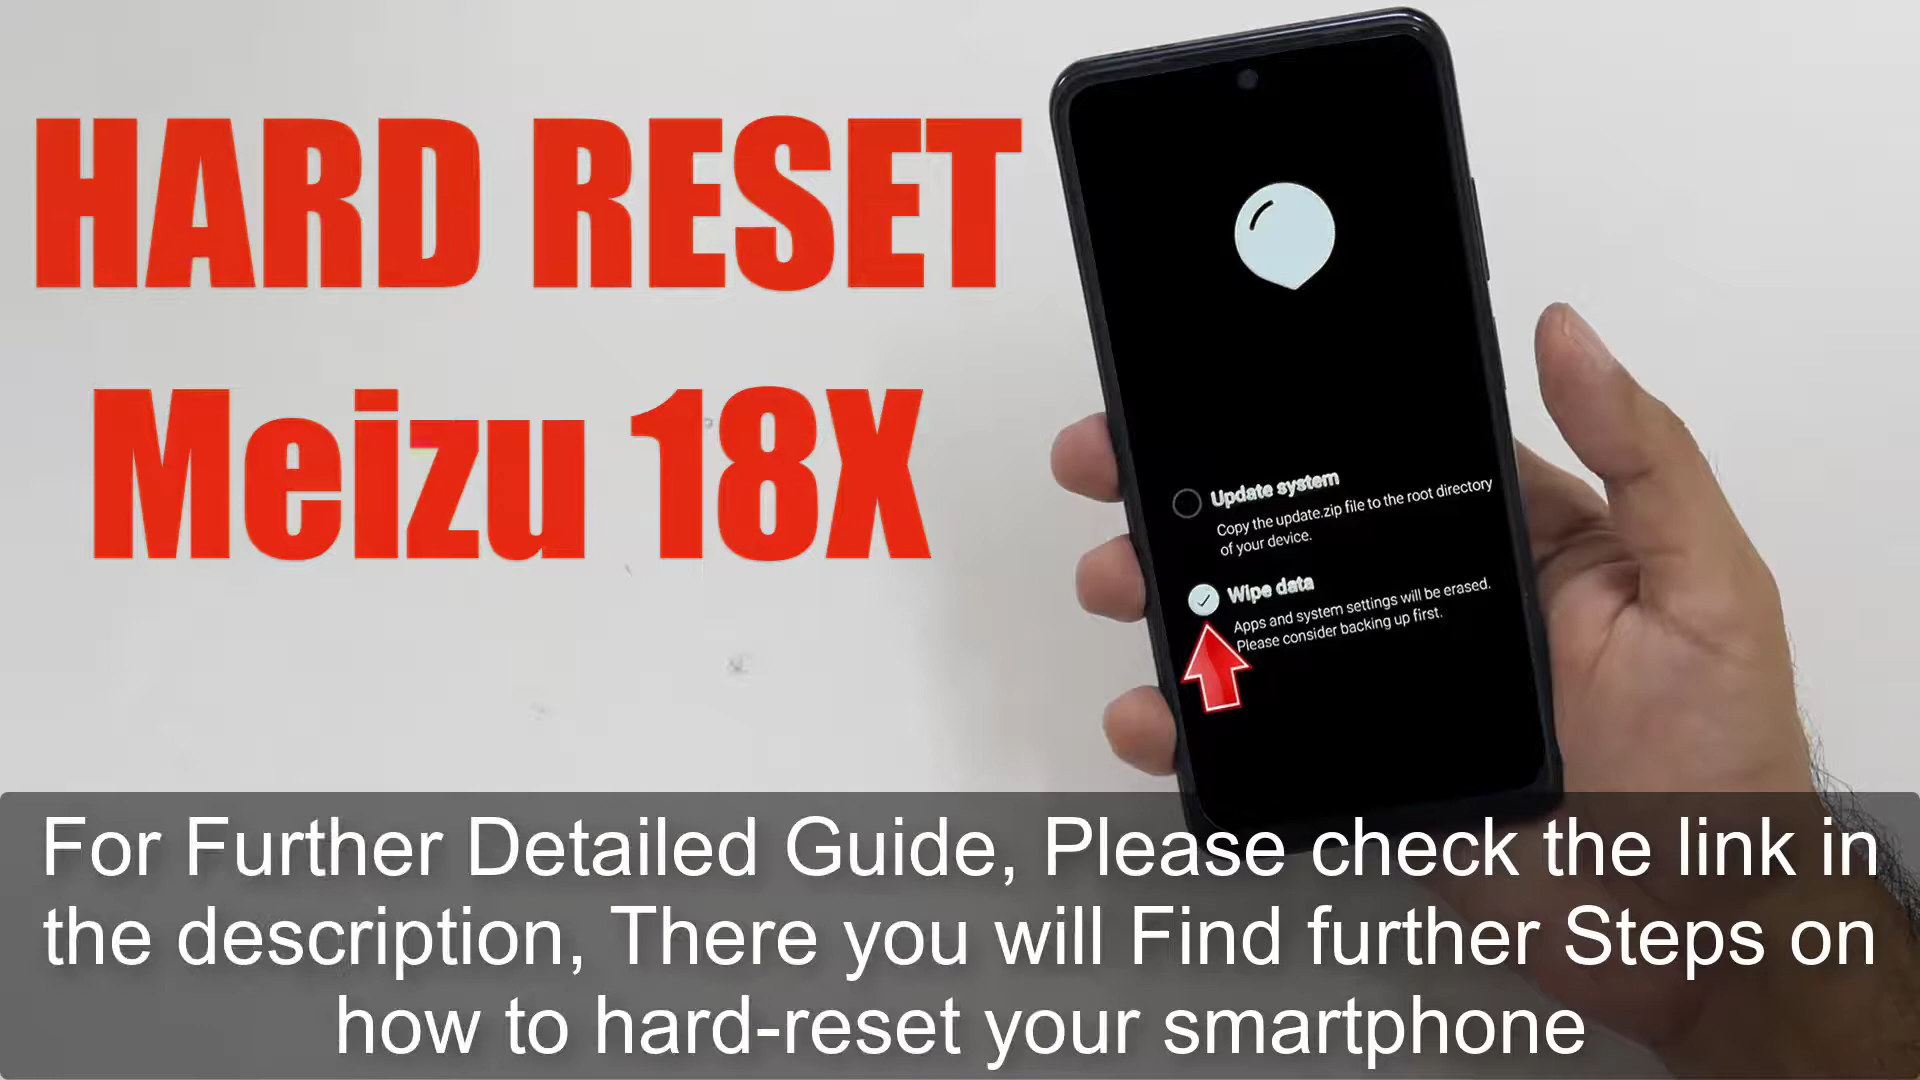 HARD RESET
Meizu 18X
Update system
Copy the update.zip file to the root directory
of your device.
Wipe data
Apps and system settings will be erased.
Please consider backing up first.
For Further Detailed Guide, Please check the link in
the description, There you will Find further Steps on
how to hard-reset your smartphone